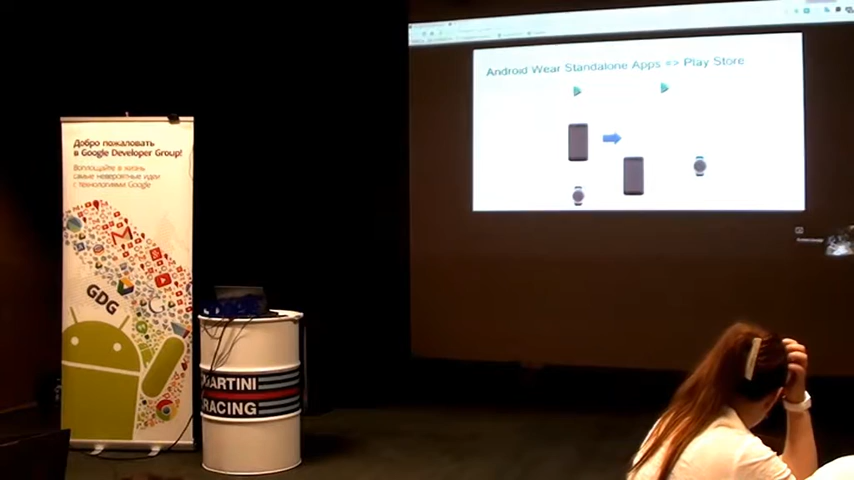 Android Wear Standalone Apps => Play Store
Добро пожаловать
в Google Developer Group!
Воплощайте в жизнь
самые невероятные идеи
с технологиями Google
GDG
MARTINI
RACING